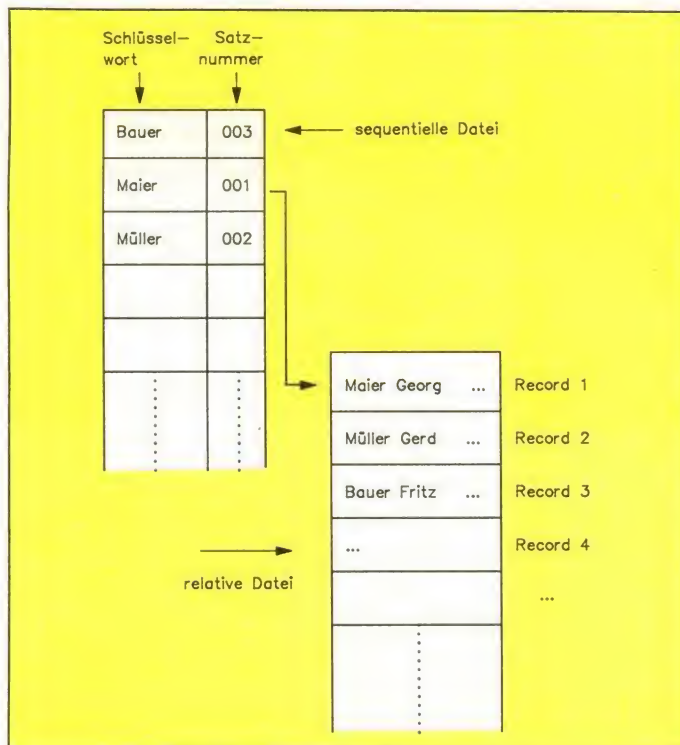 Schlüssel-
wort
Satz-
nummer
Bauer 003
sequentielle Datei
Maier 001
Müller 002
Maier Georg ... Record 1
Müller Gerd ... Record 2
Bauer Fritz ... Record 3
... Record 4
relative Datei
...